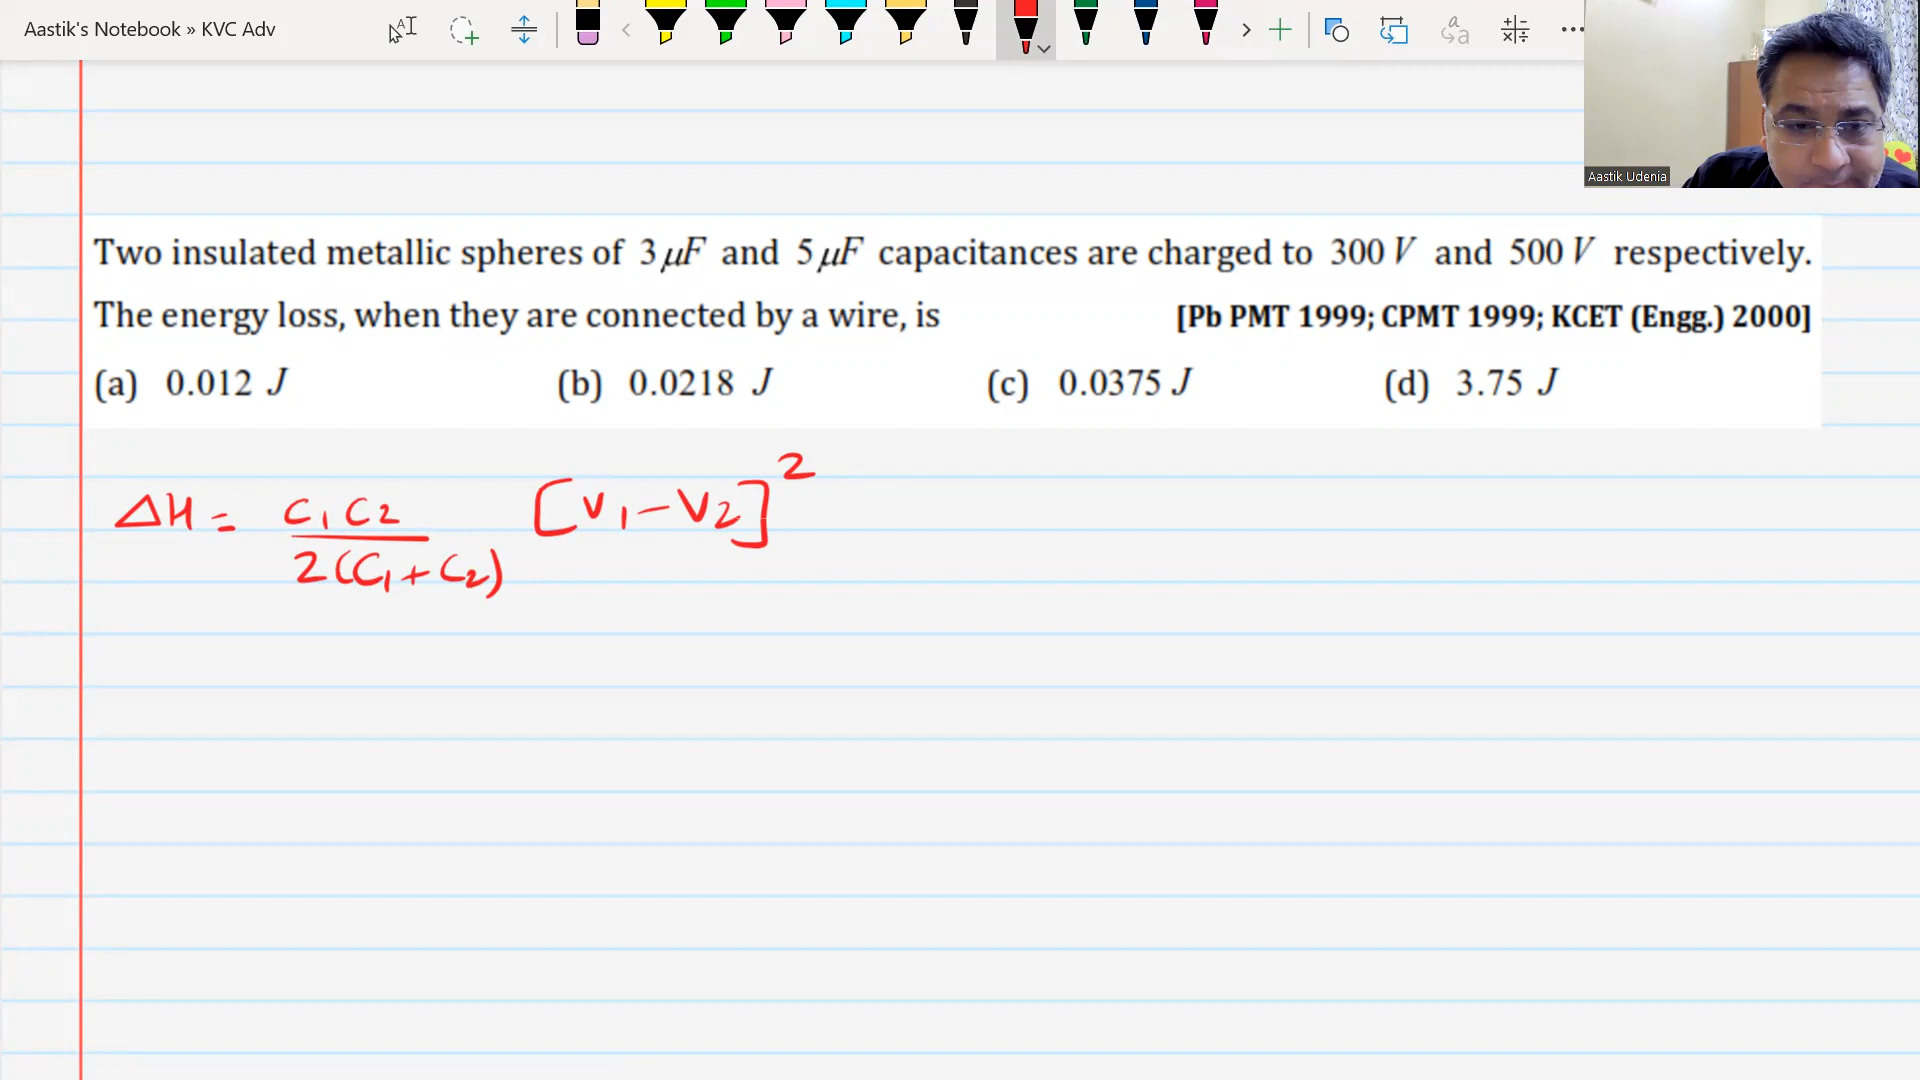 Aastik's Notebook » KVC Adv
Aastik Udenia
Two insulated metallic spheres of 3 μF and 5 μF capacitances are charged to 300 V and 500 V respectively.
The energy loss, when they are connected by a wire, is [Pb PMT 1999; CPMT 1999; KCET (Engg.) 2000]
(a) 0.012 J (b) 0.0218 J (c) 0.0375 J (d) 3.75 J
ΔH = C₁C₂ / 2(C₁+C₂) [V₁−V₂]²